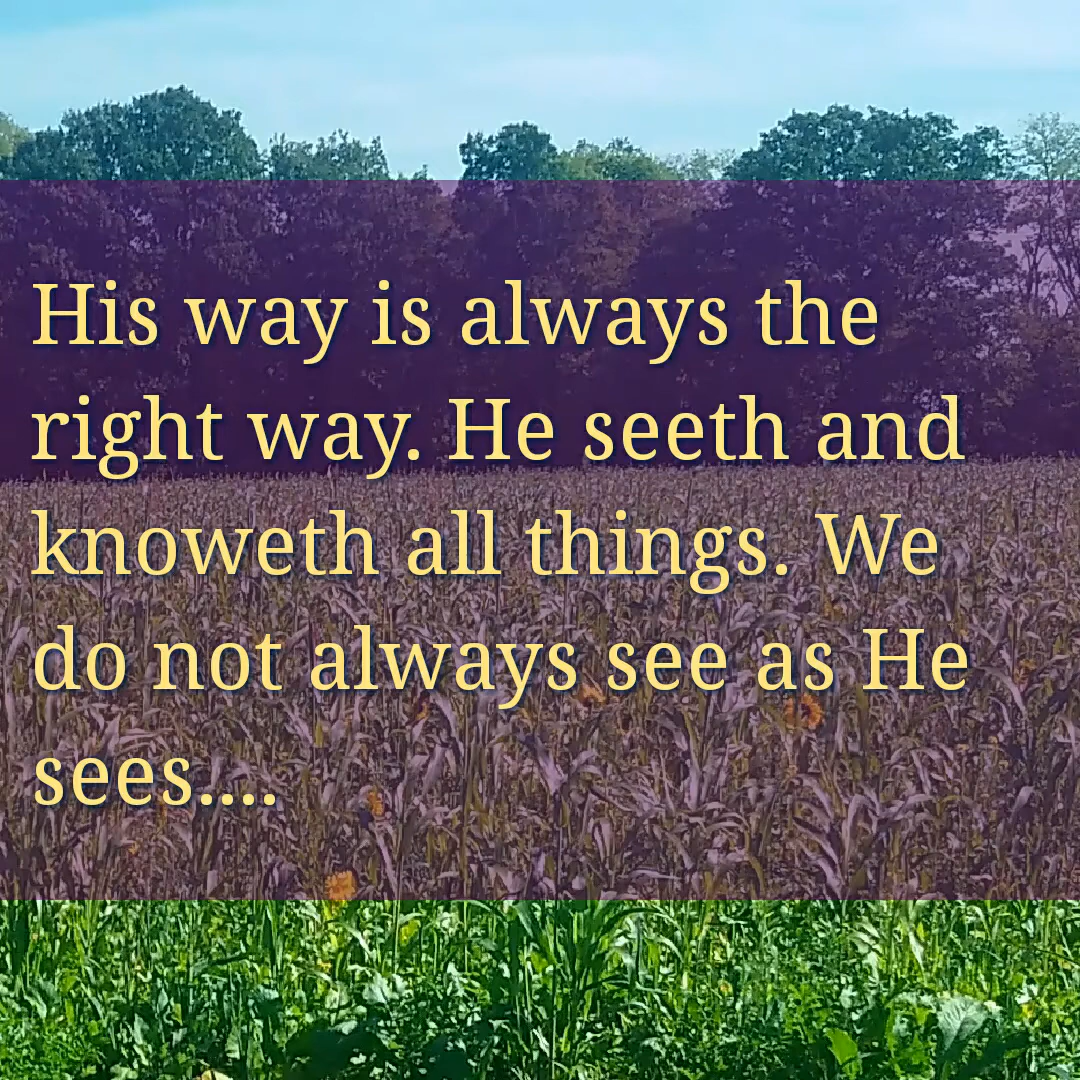 His way is always the
right way. He seeth and
knoweth all things. We
do not always see as He
sees....